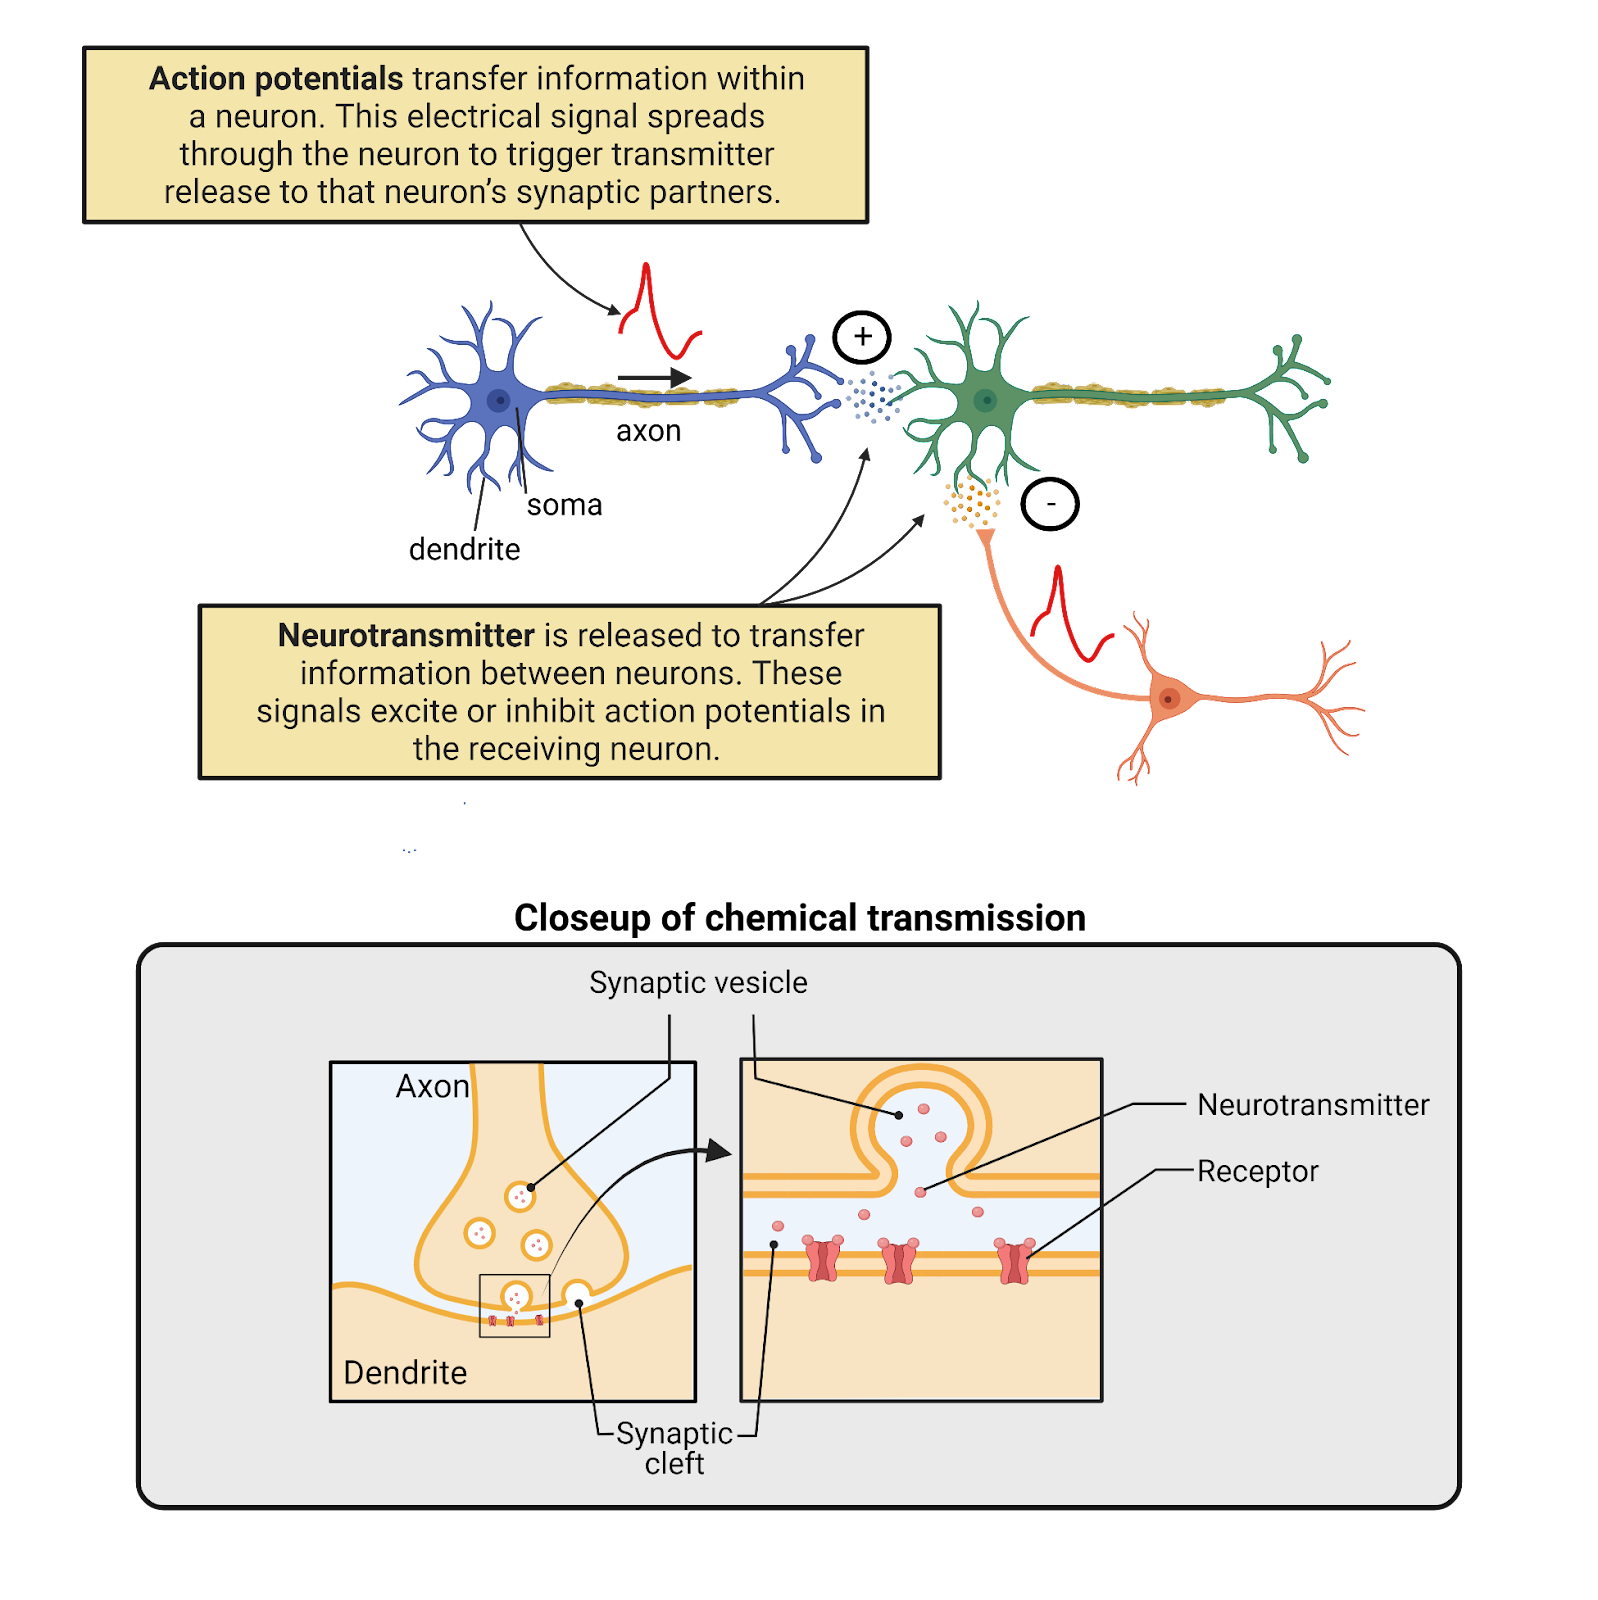 Action potentials transfer information within
a neuron. This electrical signal spreads
through the neuron to trigger transmitter
release to that neuron’s synaptic partners.
+
axon
soma
dendrite
-
Neurotransmitter is released to transfer
information between neurons. These
signals excite or inhibit action potentials in
the receiving neuron.
Closeup of chemical transmission
Synaptic vesicle
Axon
Neurotransmitter
Receptor
Dendrite
Synaptic
cleft